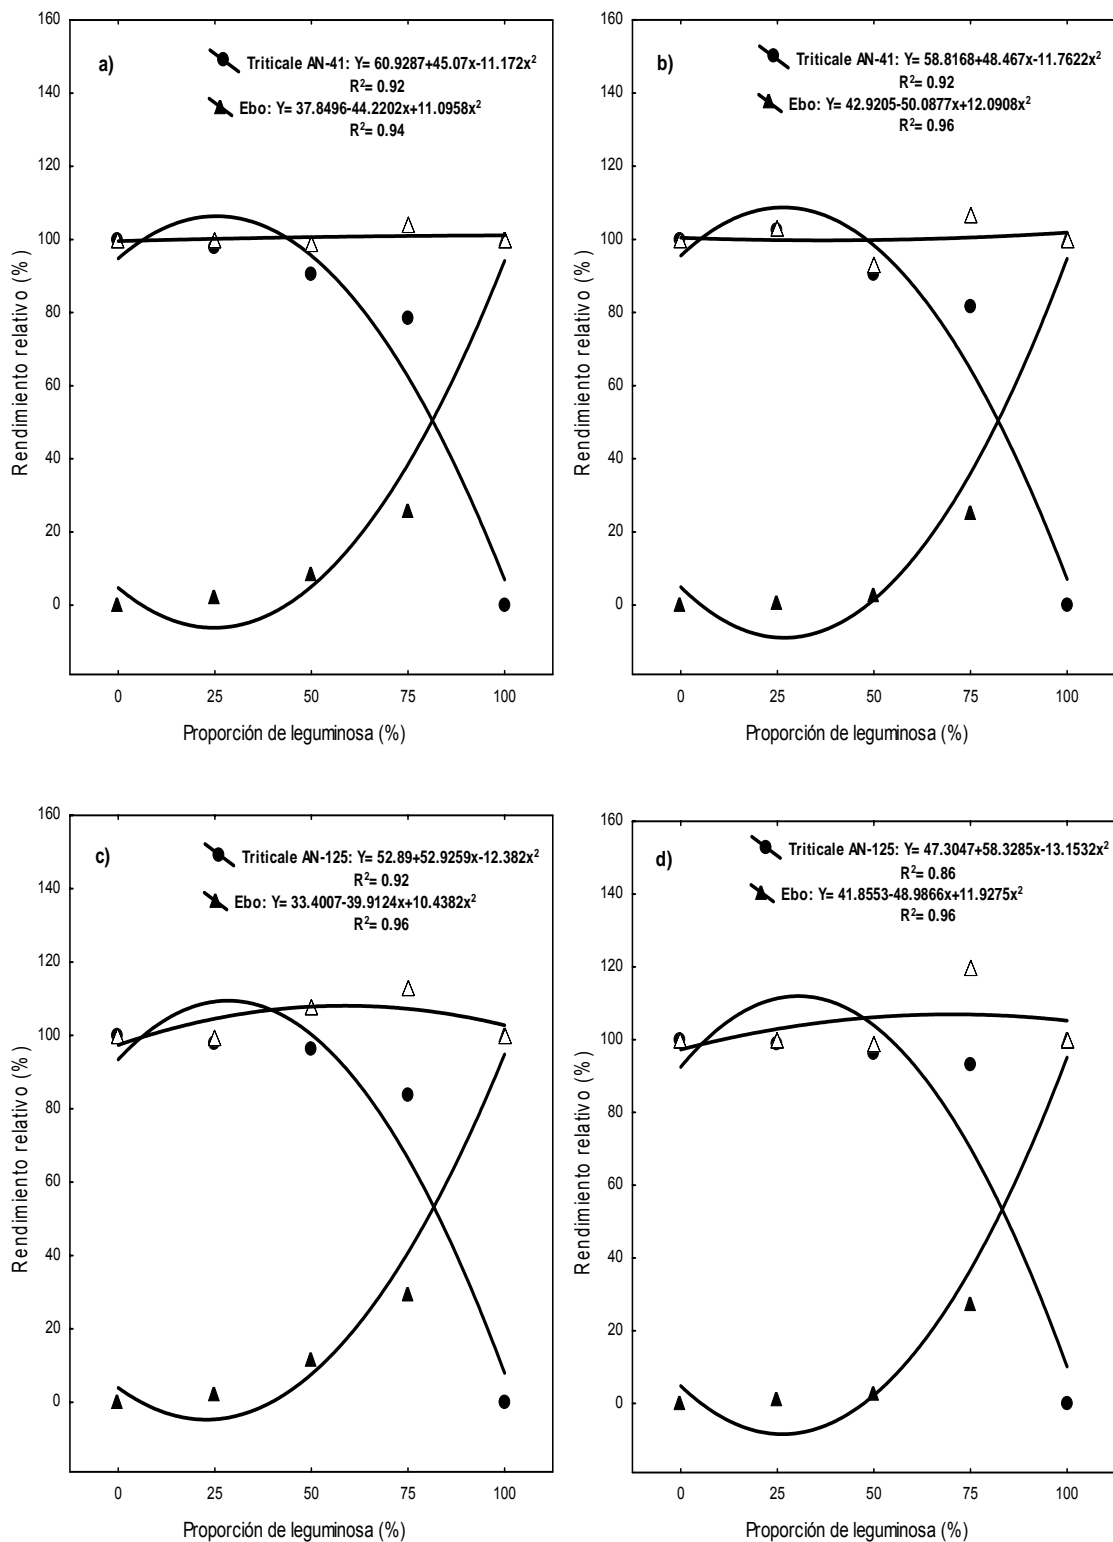 a)
Triticale AN-41: Y= 60.9287+45.07x-11.172x²
R²= 0.92
Ebo: Y= 37.8496-44.2202x+11.0958x²
R²= 0.94
160
140
120
100
80
60
40
20
0
Rendimiento relativo (%)
0 25 50 75 100
Proporción de leguminosa (%)
b)
Triticale AN-41: Y= 58.8168+48.467x-11.7622x²
R²= 0.92
Ebo: Y= 42.9205-50.0877x+12.0908x²
R²= 0.96
160
140
120
100
80
60
40
20
0
Rendimiento relativo (%)
0 25 50 75 100
Proporción de leguminosa (%)
c)
Triticale AN-125: Y= 52.89+52.9259x-12.382x²
R²= 0.92
Ebo: Y= 33.4007-39.9124x+10.4382x²
R²= 0.96
160
140
120
100
80
60
40
20
0
Rendimiento relativo (%)
0 25 50 75 100
Proporción de leguminosa (%)
d)
Triticale AN-125: Y= 47.3047+58.3285x-13.1532x²
R²= 0.86
Ebo: Y= 41.8553-48.9866x+11.9275x²
R²= 0.96
160
140
120
100
80
60
40
20
0
Rendimiento relativo (%)
0 25 50 75 100
Proporción de leguminosa (%)